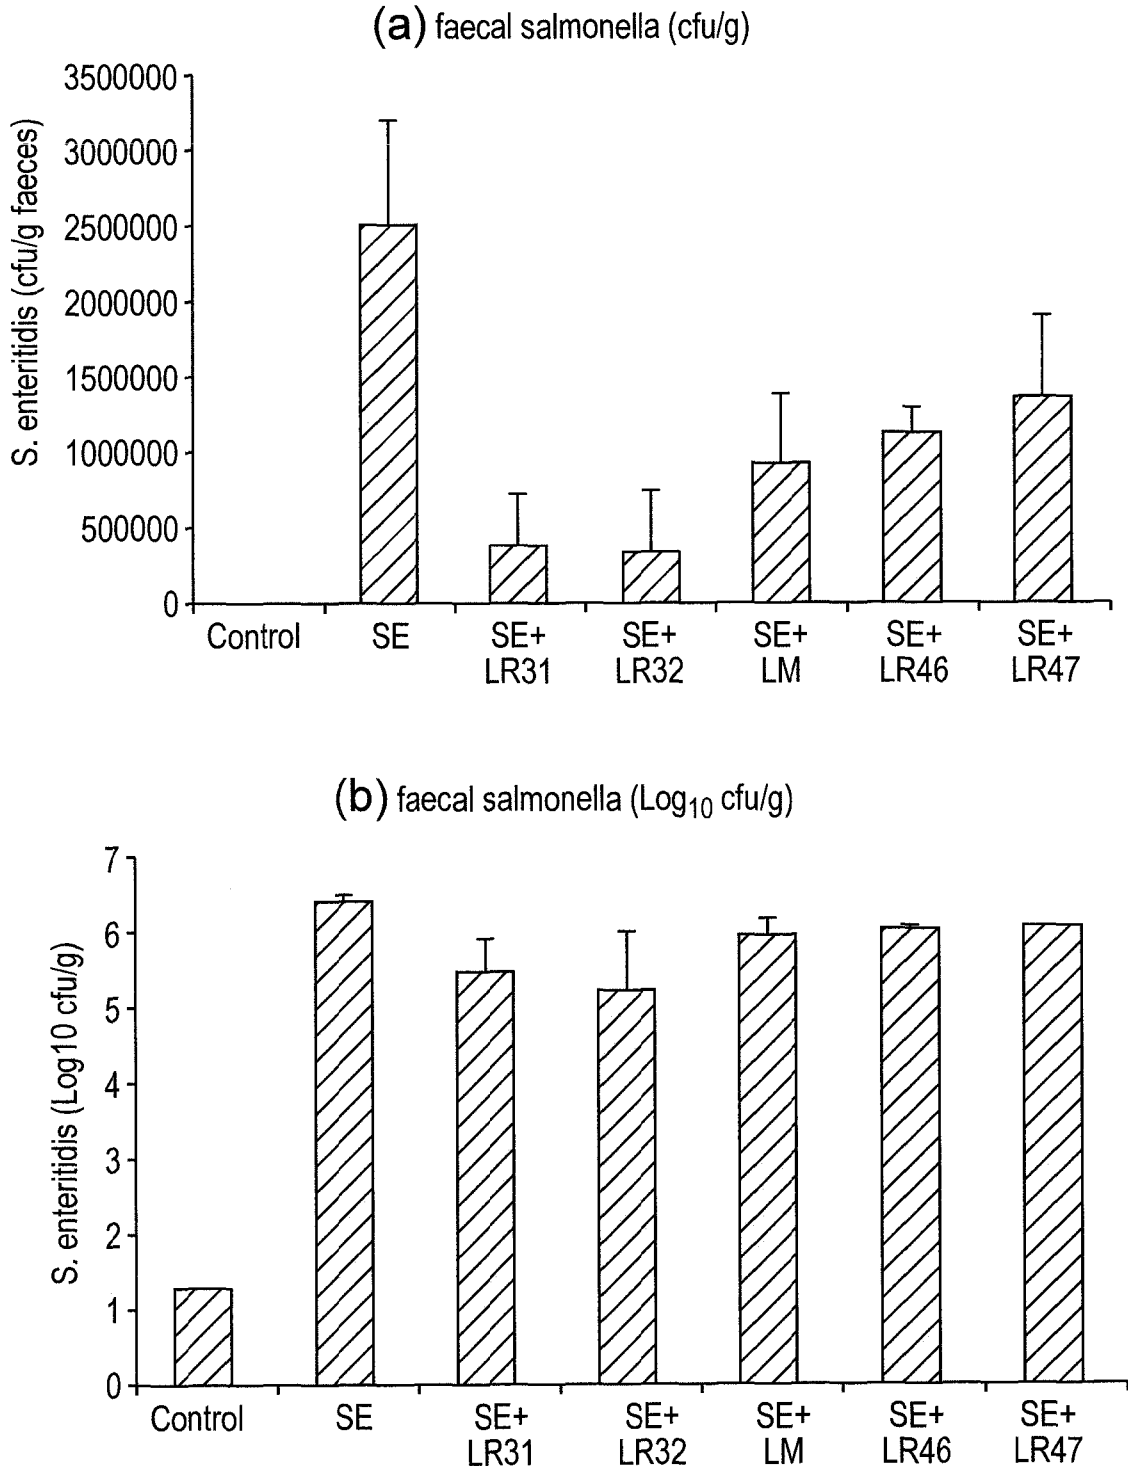 (a) faecal salmonella (cfu/g)
S. enteritidis (cfu/g faeces)
3500000
3000000
2500000
2000000
1500000
1000000
500000
0
Control SE SE+ SE+ SE+ SE+ SE+
LR31 LR32 LM LR46 LR47
(b) faecal salmonella (Log10 cfu/g)
S. enteritidis (Log10 cfu/g)
7
6
5
4
3
2
1
0
Control SE SE+ SE+ SE+ SE+ SE+
LR31 LR32 LM LR46 LR47